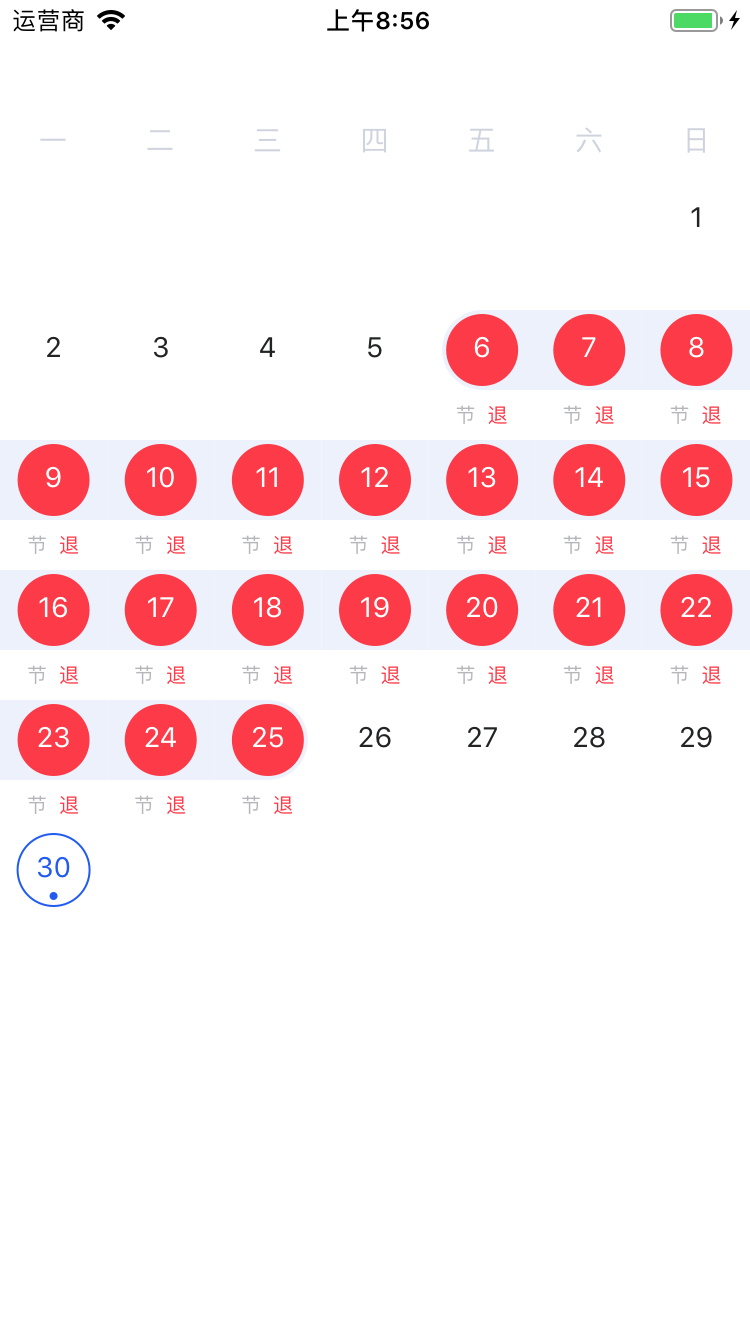 运营商 上午8:56
一 二 三 四 五 六 日
1
2 3 4 5 6 7 8
节 退 节 退 节 退
9 10 11 12 13 14 15
节 退 节 退 节 退 节 退 节 退 节 退 节 退
16 17 18 19 20 21 22
节 退 节 退 节 退 节 退 节 退 节 退 节 退
23 24 25 26 27 28 29
节 退 节 退 节 退
30